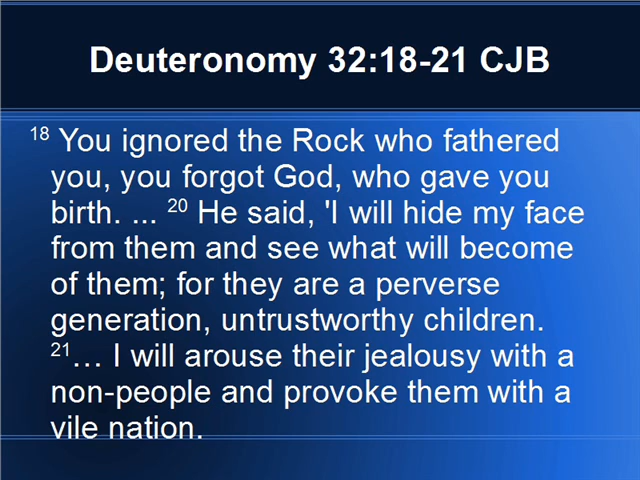 Deuteronomy 32:18-21 CJB
18 You ignored the Rock who fathered
you, you forgot God, who gave you
birth. ... 20 He said, 'I will hide my face
from them and see what will become
of them; for they are a perverse
generation, untrustworthy children.
21… I will arouse their jealousy with a
non-people and provoke them with a
vile nation.